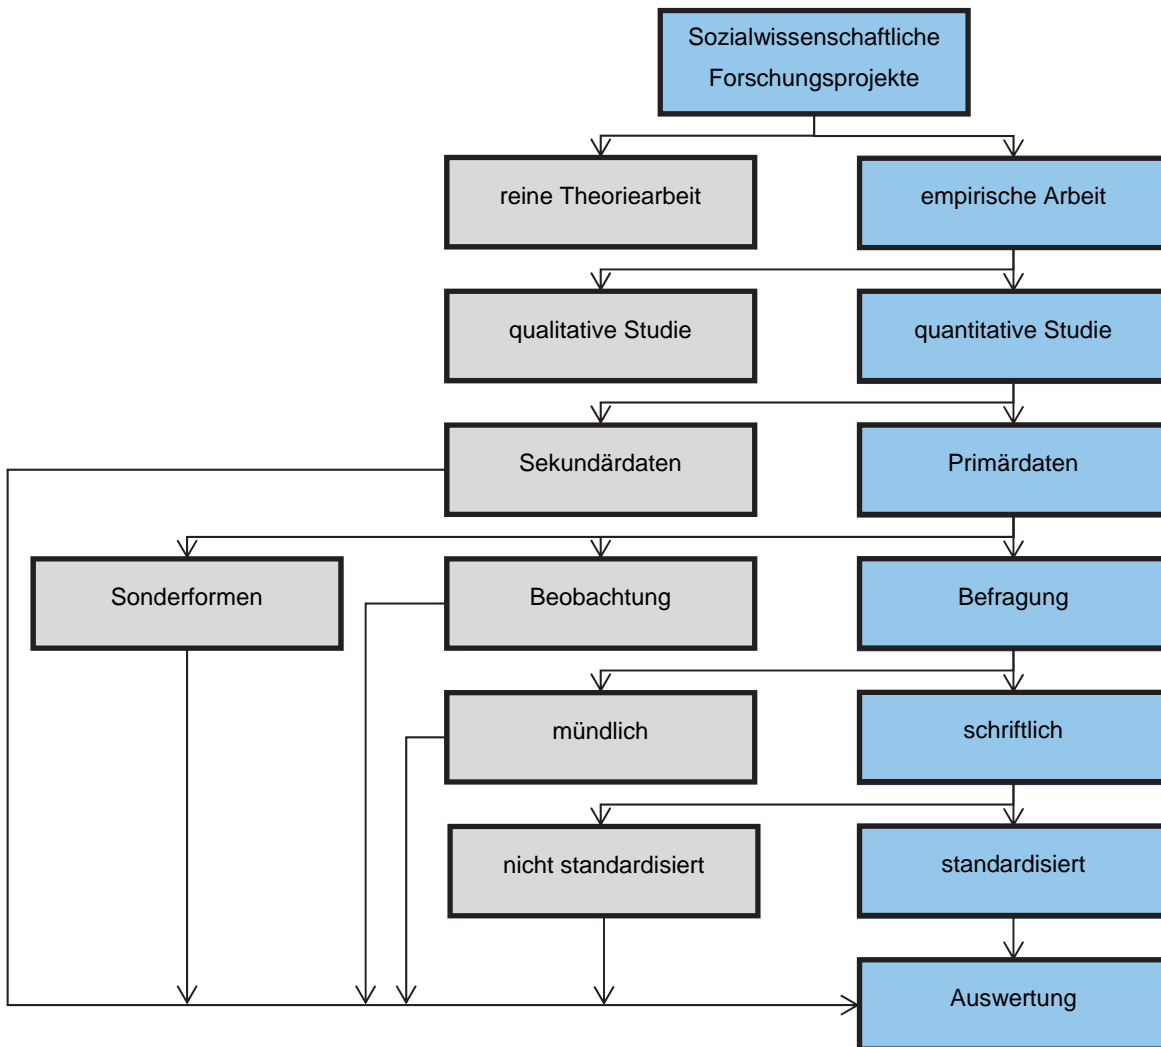 Sozialwissenschaftliche
Forschungsprojekte
reine Theoriearbeit
empirische Arbeit
qualitative Studie
quantitative Studie
Sekundärdaten
Primärdaten
Sonderformen
Beobachtung
Befragung
mündlich
schriftlich
nicht standardisiert
standardisiert
Auswertung